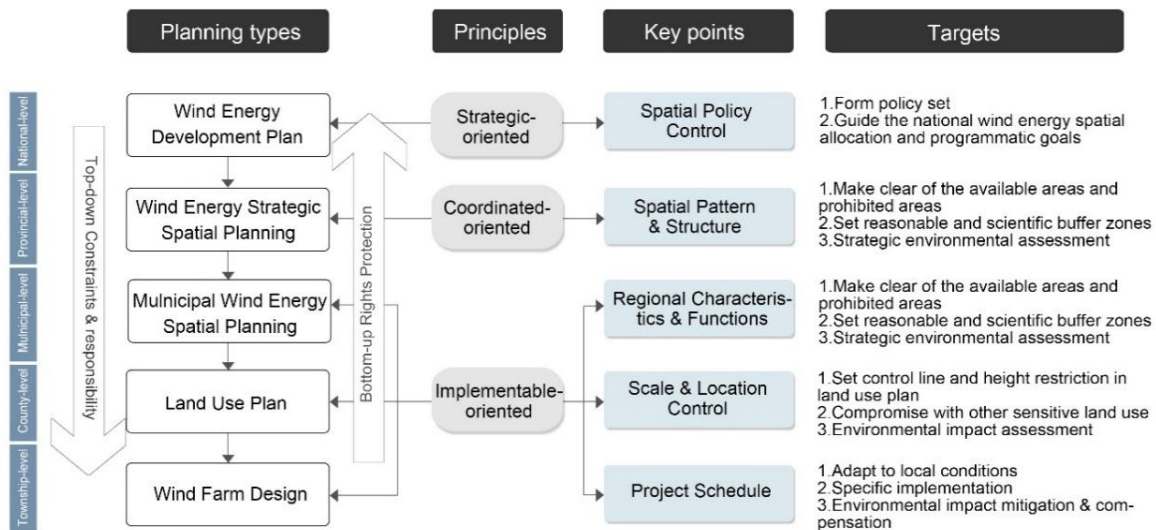 Planning types
Principles
Key points
Targets
National-level
Wind Energy
Development Plan
Strategic-
oriented
Spatial Policy
Control
1.Form policy set
2.Guide the national wind energy spatial
allocation and programmatic goals
Provincial-level
Wind Energy Strategic
Spatial Planning
Coordinated-
oriented
Spatial Pattern
& Structure
1.Make clear of the available areas and
prohibited areas
2.Set reasonable and scientific buffer zones
3.Strategic environmental assessment
Mulnicipal-level
Mulnicipal Wind Energy
Spatial Planning
Regional Characteris-
tics & Functions
1.Make clear of the available areas and
prohibited areas
2.Set reasonable and scientific buffer zones
3.Strategic environmental assessment
County-level
Land Use Plan
Implementable-
oriented
Scale & Location
Control
1.Set control line and height restriction in
land use plan
2.Compromise with other sensitive land use
3.Environmental impact assessment
Township-level
Wind Farm Design
Project Schedule
1.Adapt to local conditions
2.Specific implementation
3.Environmental impact mitigation & com-
pensation
Top-down Constraints & responsibility
Bottom-up Rights Protection